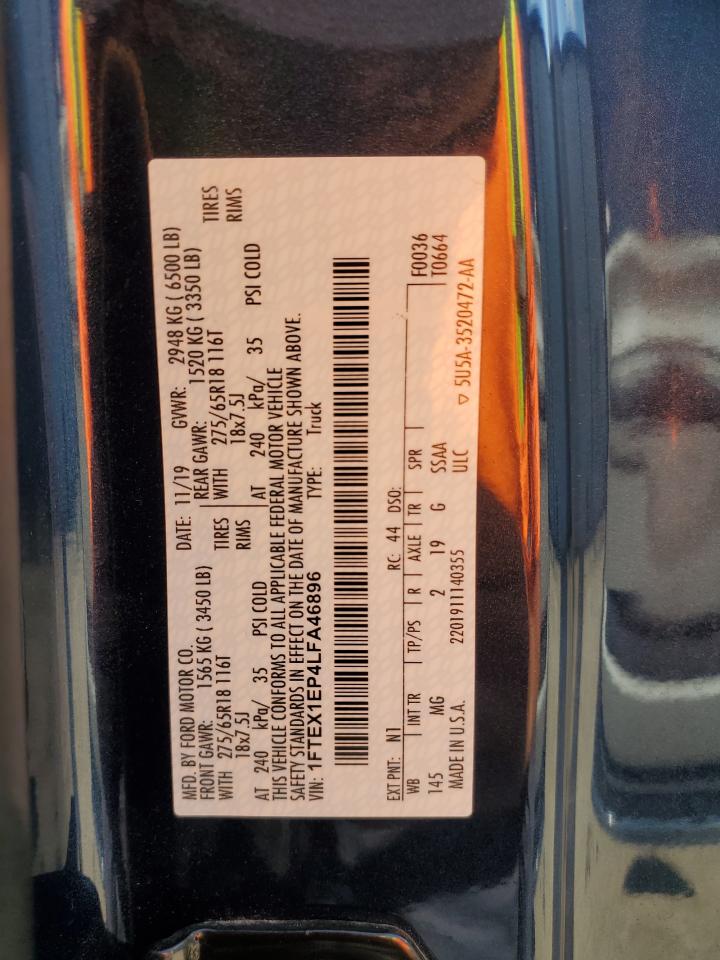 MFD. BY FORD MOTOR CO. DATE: 11/19 GVWR: 2948 KG ( 6500 LB)
FRONT GAWR: 1565 KG ( 3450 LB) REAR GAWR: 1520 KG ( 3350 LB)
WITH 275/65R18 116T TIRES WITH 275/65R18 116T TIRES
18x7.5J RIMS 18x7.5J RIMS
AT 240 kPa/ 35 PSI COLD AT 240 kPa/ 35 PSI COLD
THIS VEHICLE CONFORMS TO ALL APPLICABLE FEDERAL MOTOR VEHICLE
SAFETY STANDARDS IN EFFECT ON THE DATE OF MANUFACTURE SHOWN ABOVE.
VIN: 1FTEX1EP4LFA46896 TYPE: Truck
EXT PNT: N1 RC: 44 DSO: F0036
WB INT TR TP/PS R AXLE TR SPR T0664
145 MG 2 19 G SSAA
MADE IN U.S.A. 2201911140355 ULC ▽ 5U5A-3520472-AA